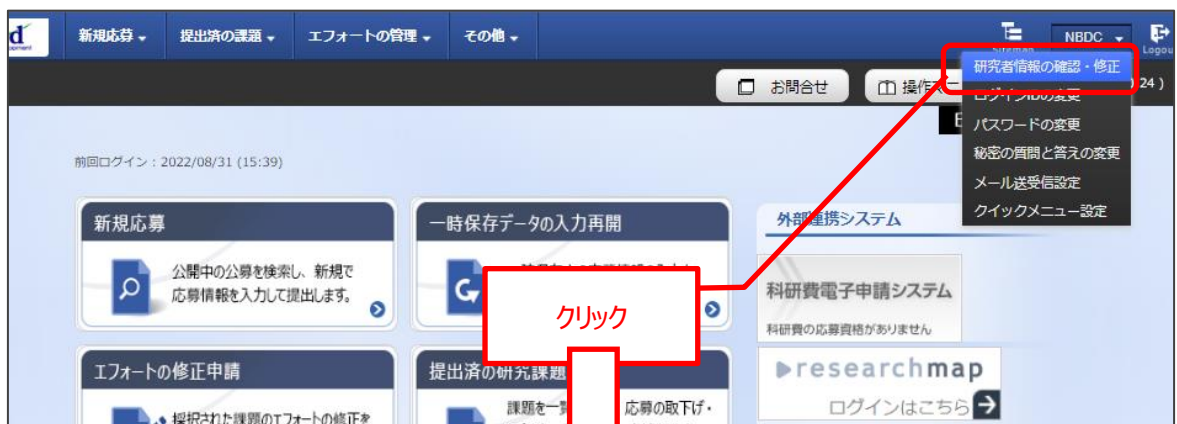 d
新規応募 提出済の課題 エフォートの管理 その他 NBDC
Logou
研究者情報の確認・修正
お問合せ 操作マニ ログインIDの変更 24 )
パスワードの変更
秘密の質問と答えの変更
メール送受信設定
クイックメニュー設定
前回ログイン : 2022/08/31 (15:39)
新規応募
公開中の公募を検索し、新規で
応募情報を入力して提出します。
一時保存データの入力再開
クリック
外部連携システム
科研費電子申請システム
科研費の応募資格がありません
researchmap
ログインはこちら
エフォートの修正申請
採択された課題のエフォートの修正を
提出済の研究課題
課題を一覧 応募の取下げ・